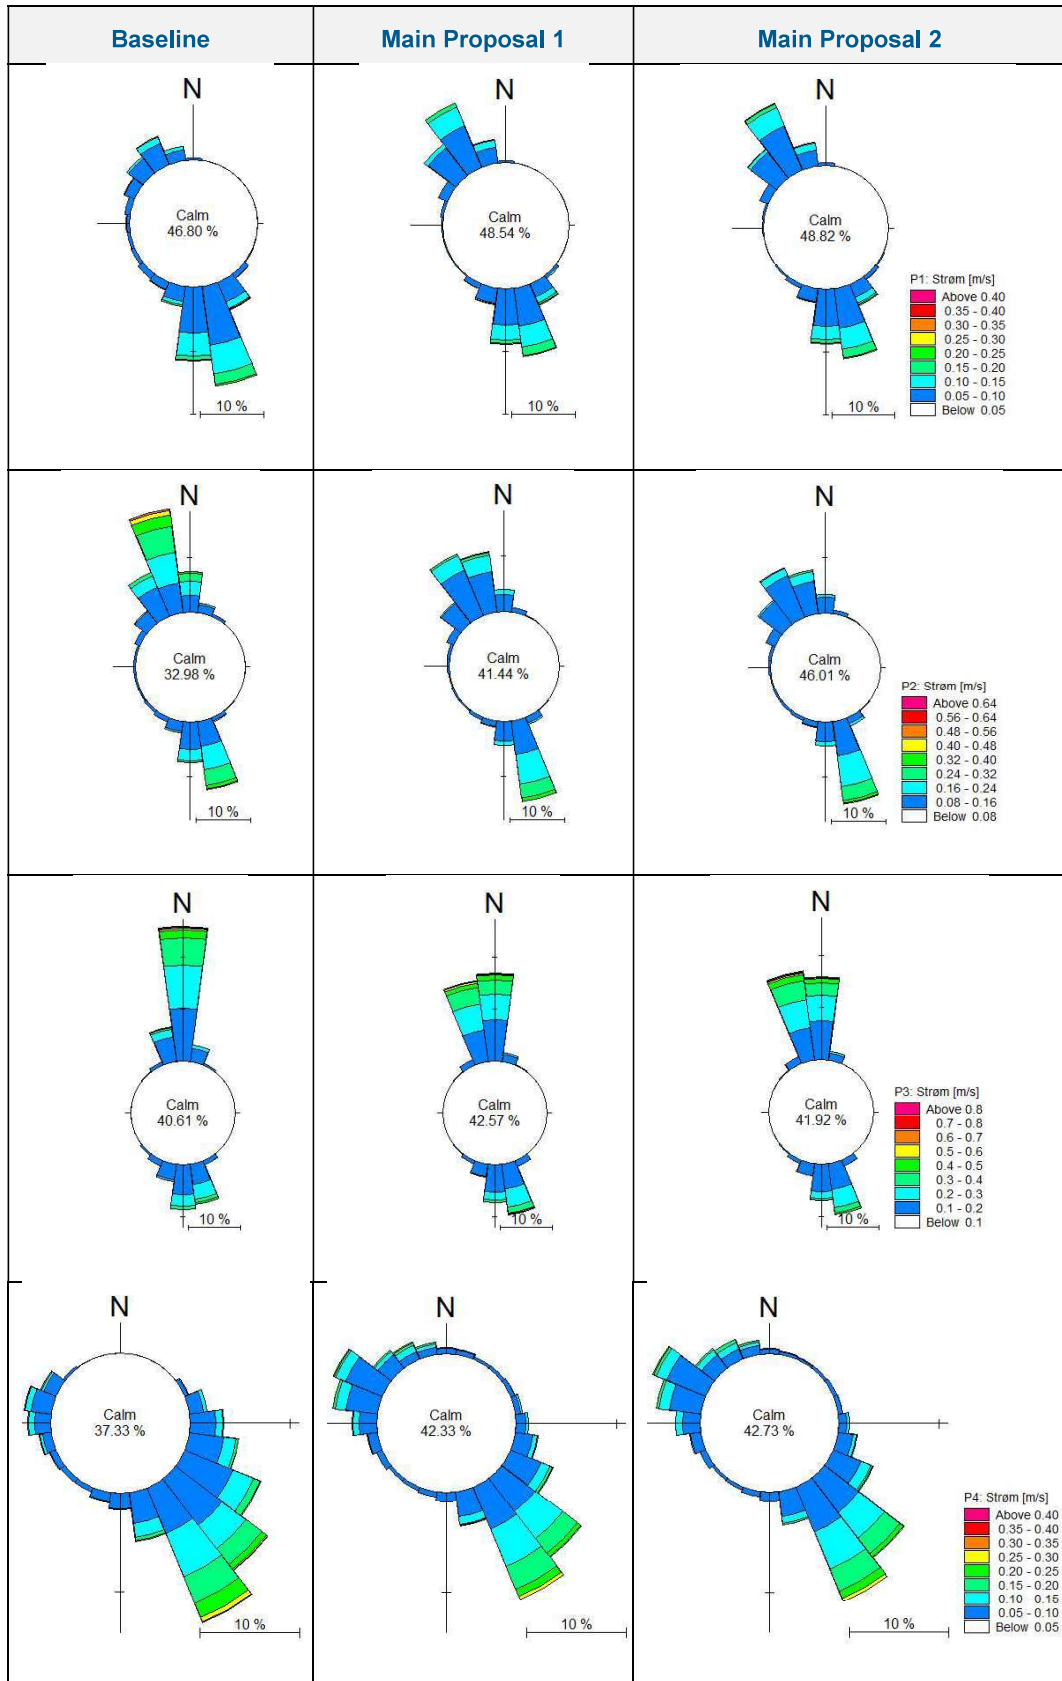 Baseline
Main Proposal 1
Main Proposal 2
N
Calm
46.80 %
10 %
N
Calm
48.54 %
10 %
N
Calm
48.82 %
10 %
P1: Strøm [m/s]
Above 0.40
0.35 - 0.40
0.30 - 0.35
0.25 - 0.30
0.20 - 0.25
0.15 - 0.20
0.10 - 0.15
0.05 - 0.10
Below 0.05
N
Calm
32.98 %
10 %
N
Calm
41.44 %
10 %
N
Calm
46.01 %
10 %
P2: Strøm [m/s]
Above 0.64
0.56 - 0.64
0.48 - 0.56
0.40 - 0.48
0.32 - 0.40
0.24 - 0.32
0.16 - 0.24
0.08 - 0.16
Below 0.08
N
Calm
40.61 %
10 %
N
Calm
42.57 %
10 %
N
Calm
41.92 %
10 %
P3: Strøm [m/s]
Above 0.8
0.7 - 0.8
0.6 - 0.7
0.5 - 0.6
0.4 - 0.5
0.3 - 0.4
0.2 - 0.3
0.1 - 0.2
Below 0.1
N
Calm
37.33 %
10 %
N
Calm
42.33 %
10 %
N
Calm
42.73 %
10 %
P4: Strøm [m/s]
Above 0.40
0.35 - 0.40
0.30 - 0.35
0.25 - 0.30
0.20 - 0.25
0.15 - 0.20
0.10 - 0.15
0.05 - 0.10
Below 0.05